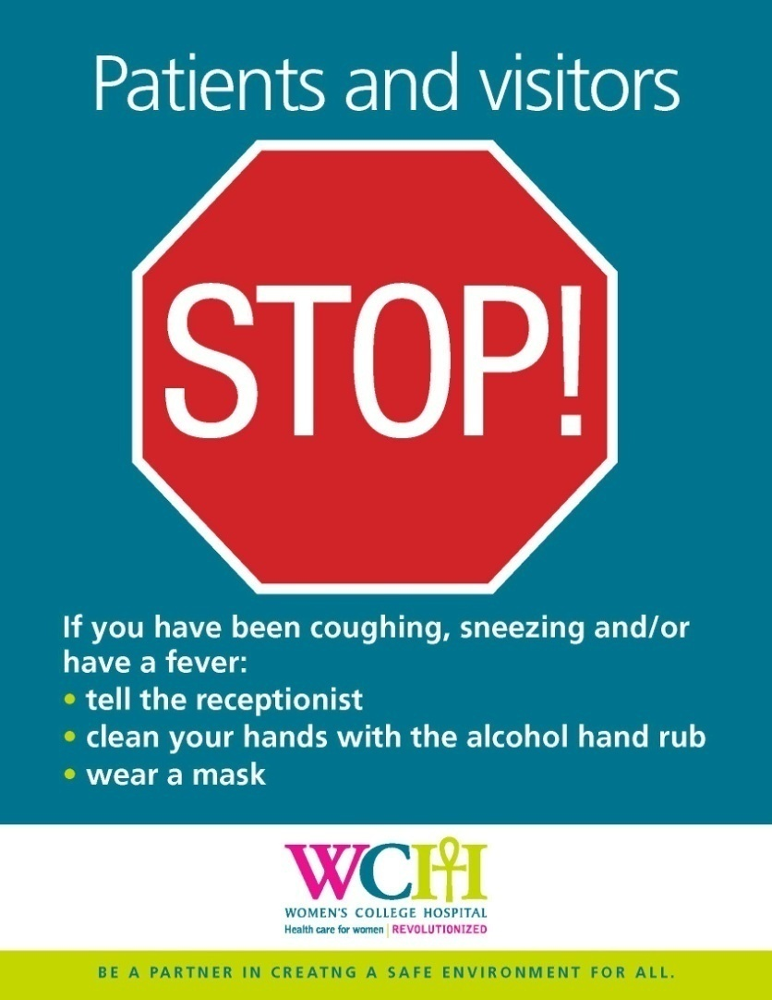 Patients and visitors
STOP!
If you have been coughing, sneezing and/or
have a fever:
• tell the receptionist
• clean your hands with the alcohol hand rub
• wear a mask
WCH
WOMEN'S COLLEGE HOSPITAL
Health care for women | REVOLUTIONIZED
BE A PARTNER IN CREATNG A SAFE ENVIRONMENT FOR ALL.